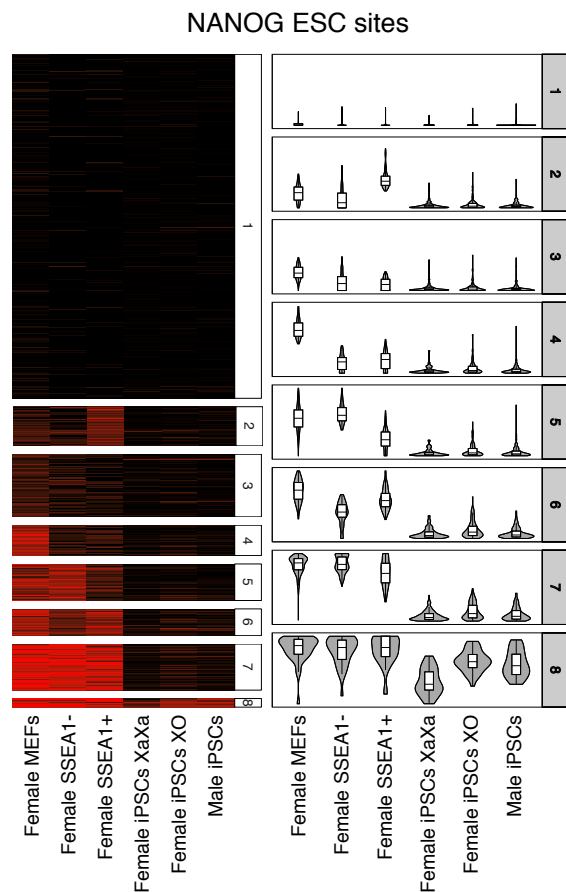 NANOG ESC sites
1
2
3
4
5
6
7
8
1
2
3
4
5
6
7
8
Female MEFs
Female SSEA1-
Female SSEA1+
Female iPSCs XaXa
Female iPSCs XO
Male iPSCs
Female MEFs
Female SSEA1-
Female SSEA1+
Female iPSCs XaXa
Female iPSCs XO
Male iPSCs